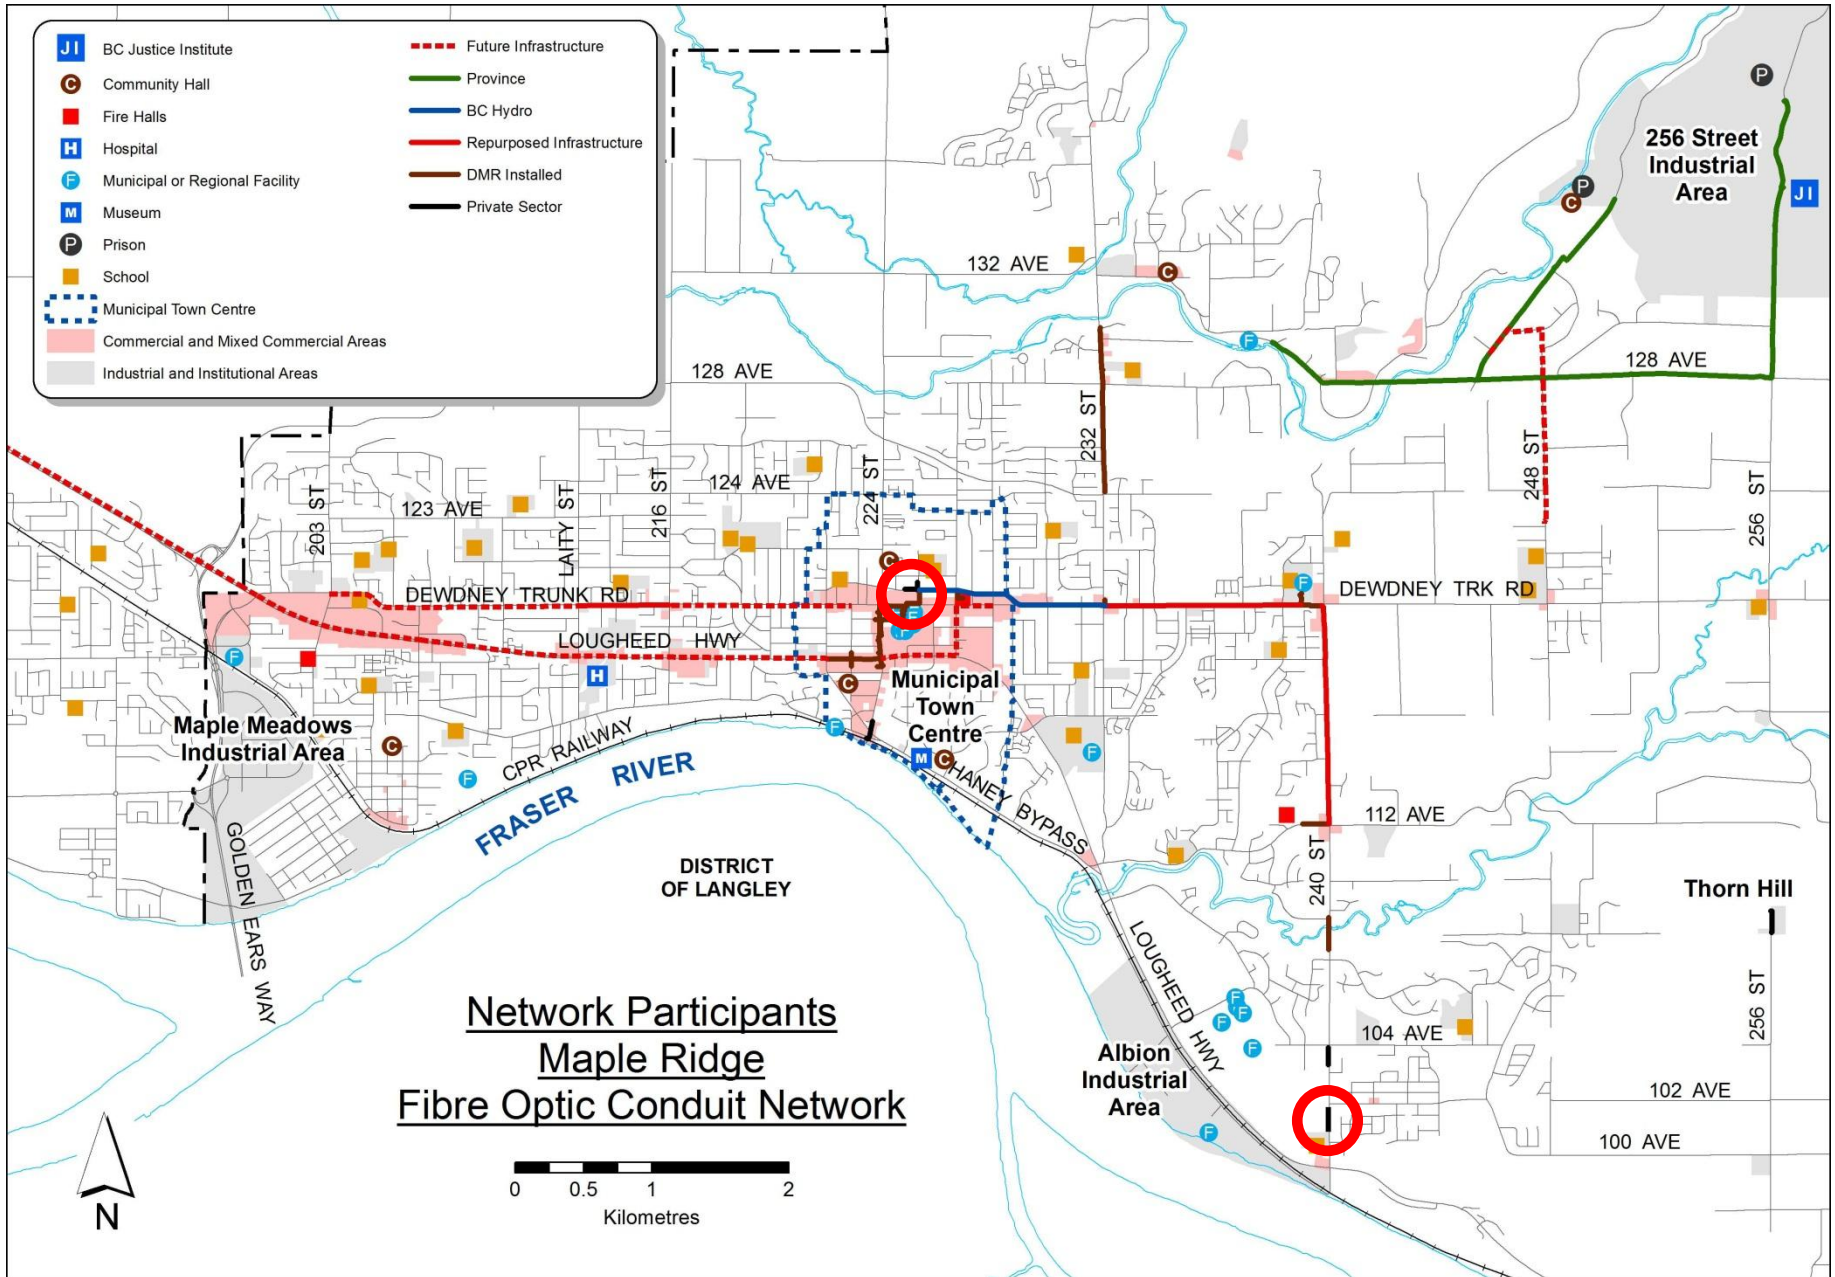 JI BC Justice Institute
C Community Hall
Fire Halls
H Hospital
F Municipal or Regional Facility
M Museum
P Prison
School
Municipal Town Centre
Commercial and Mixed Commercial Areas
Industrial and Institutional Areas
Future Infrastructure
Province
BC Hydro
Repurposed Infrastructure
DMR Installed
Private Sector
P
256 Street
Industrial
Area
JI
P
C
132 AVE
C
F
128 AVE
128 AVE
232 ST
248 ST
256 ST
203 ST
123 AVE
LAITY ST
216 ST
124 AVE
224 ST
C
DEWDNEY TRUNK RD
F
DEWDNEY TRK RD
F
F
LOUGHEED HWY
F
H
C
Municipal
Town
Centre
Maple Meadows
Industrial Area
C
F
CPR RAILWAY
FRASER RIVER
F
M
C
HANEY BYPASS
F
112 AVE
GOLDEN EARS WAY
DISTRICT
OF LANGLEY
240 ST
Thorn Hill
LOUGHEED HWY
256 ST
F
F
F
F
104 AVE
Albion
Industrial
Area
102 AVE
F
100 AVE
Network Participants
Maple Ridge
Fibre Optic Conduit Network
0 0.5 1 2
Kilometres
N